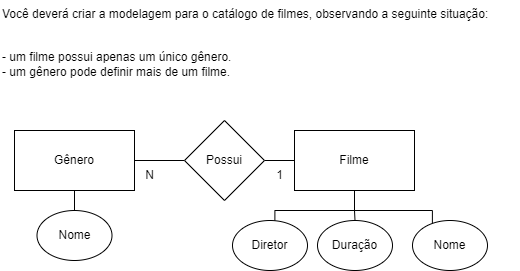 Você deverá criar a modelagem para o catálogo de filmes, observando a seguinte situação:
- um filme possui apenas um único gênero.
- um gênero pode definir mais de um filme.
Gênero
Possui
Filme
N
1
Nome
Diretor
Duração
Nome